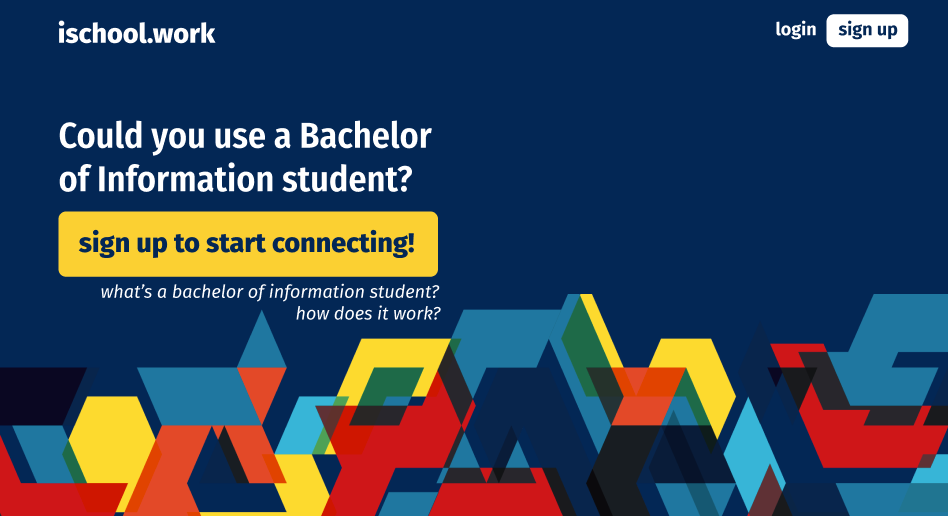 ischool.work
login
sign up
Could you use a Bachelor
of Information student?
sign up to start connecting!
what's a bachelor of information student?
how does it work?